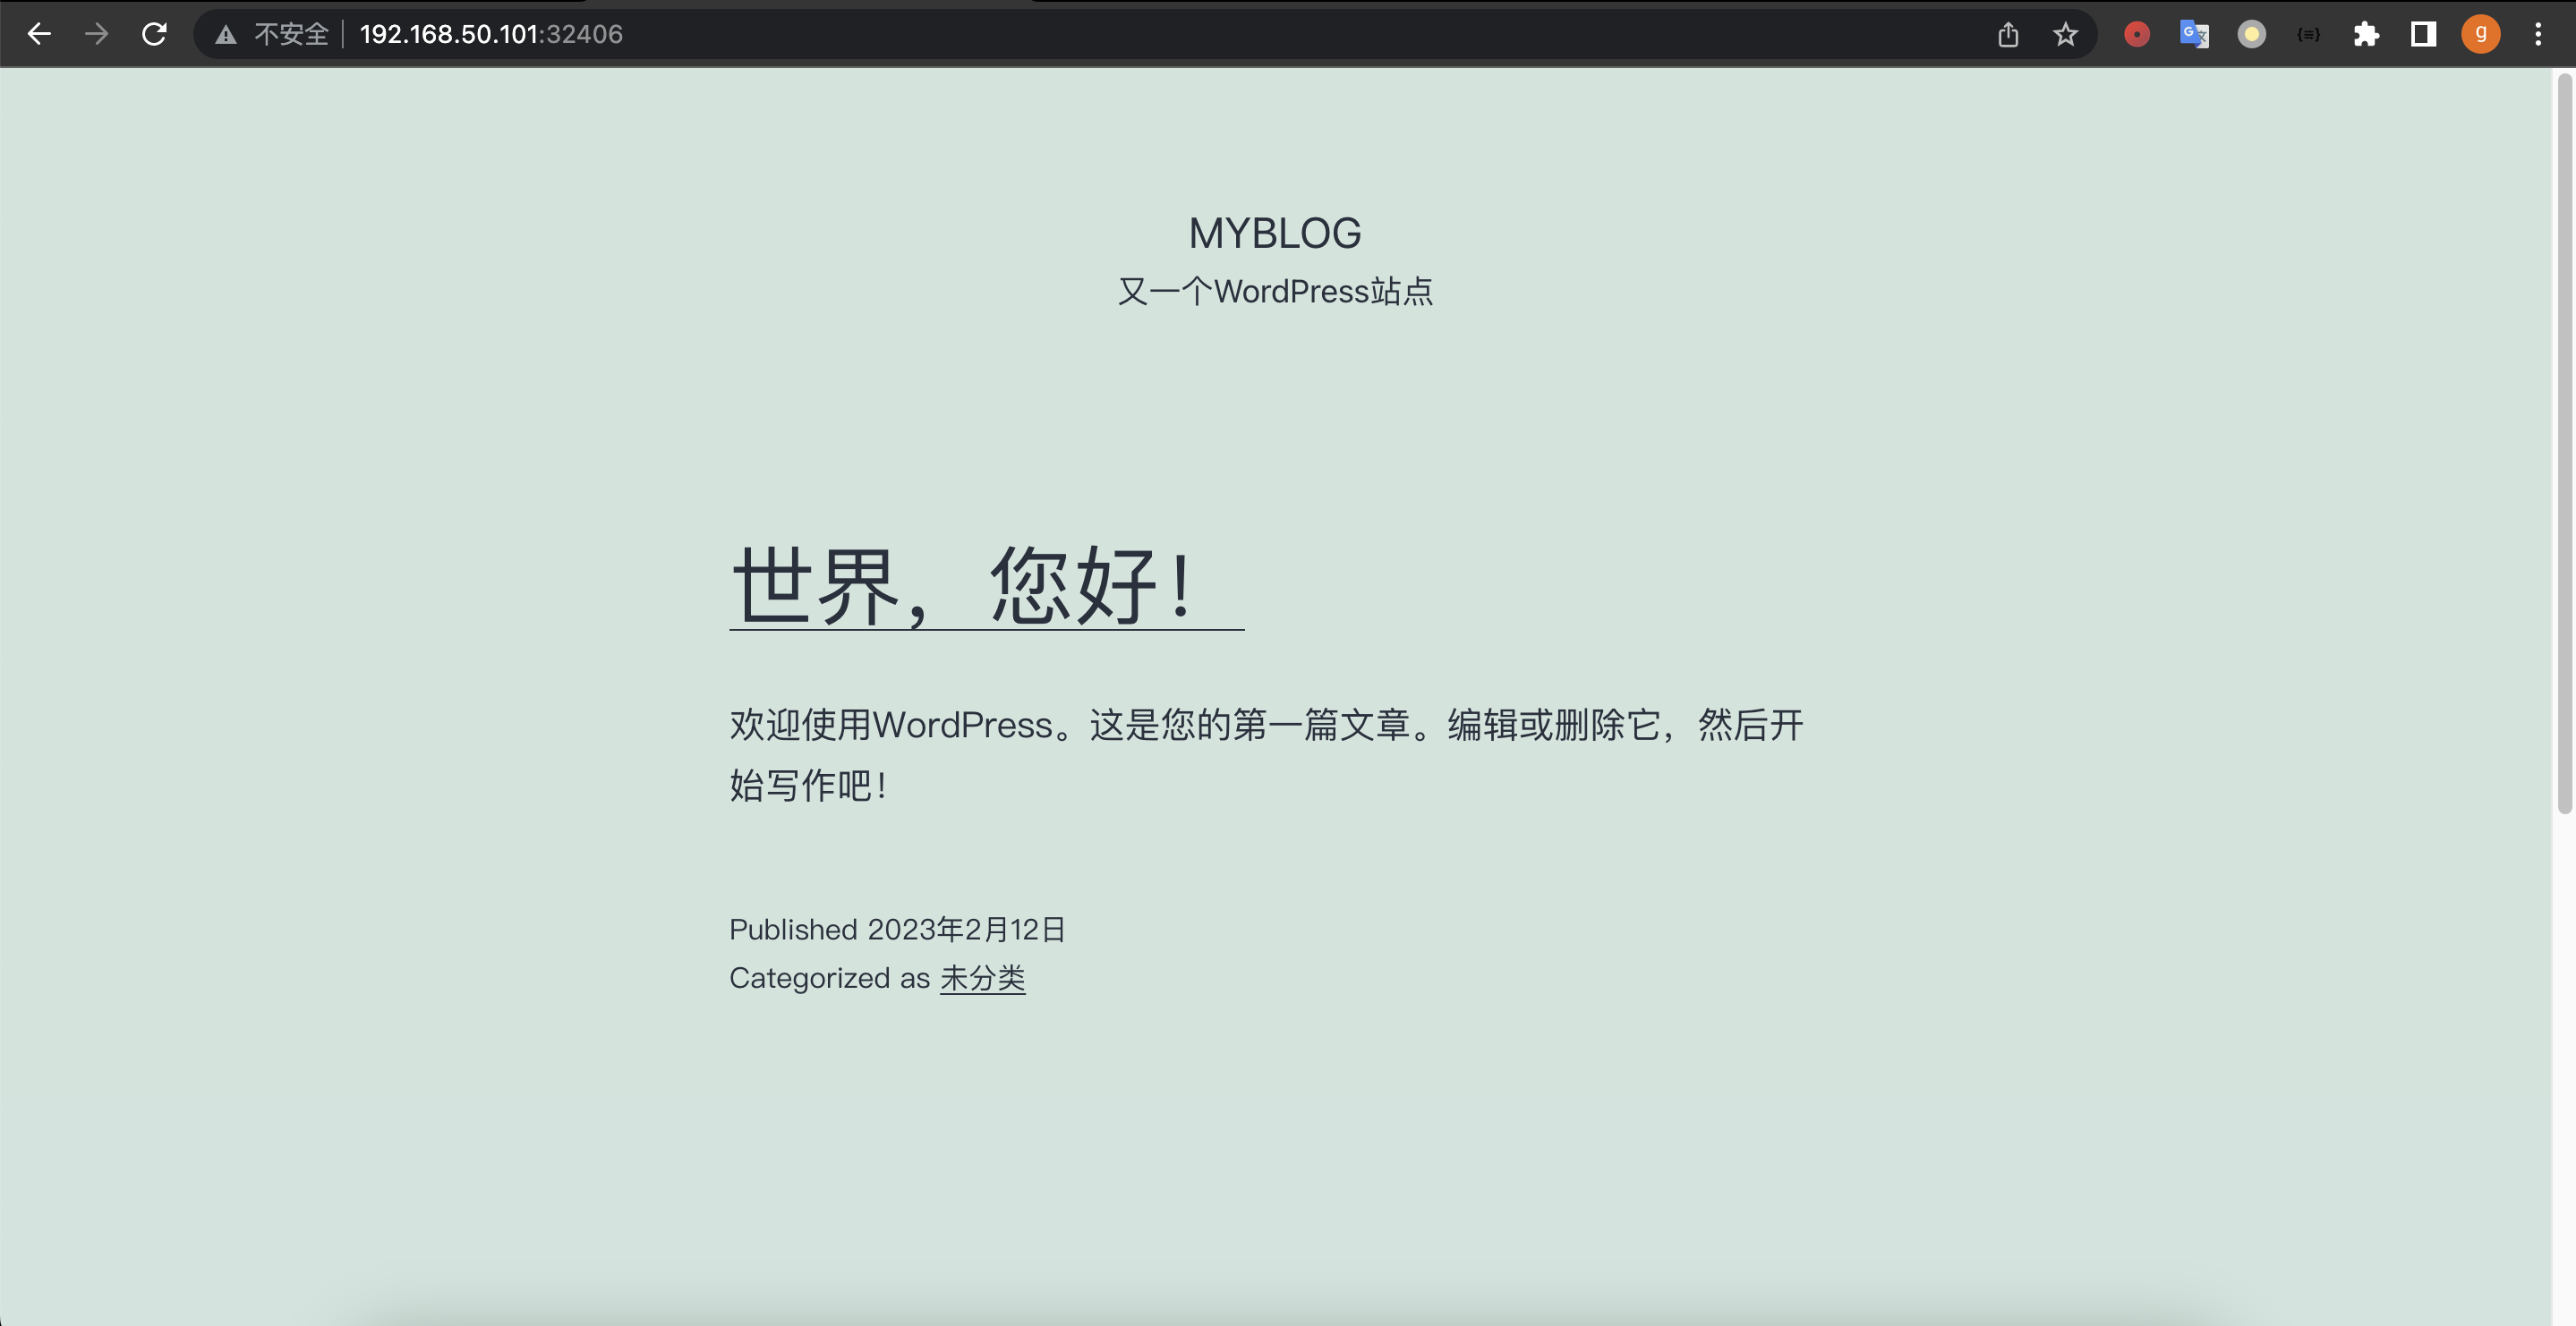 不安全 192.168.50.101:32406
g
MYBLOG
又一个WordPress站点
世界，您好！
欢迎使用WordPress。这是您的第一篇文章。编辑或删除它，然后开
始写作吧！
Published 2023年2月12日
Categorized as 未分类